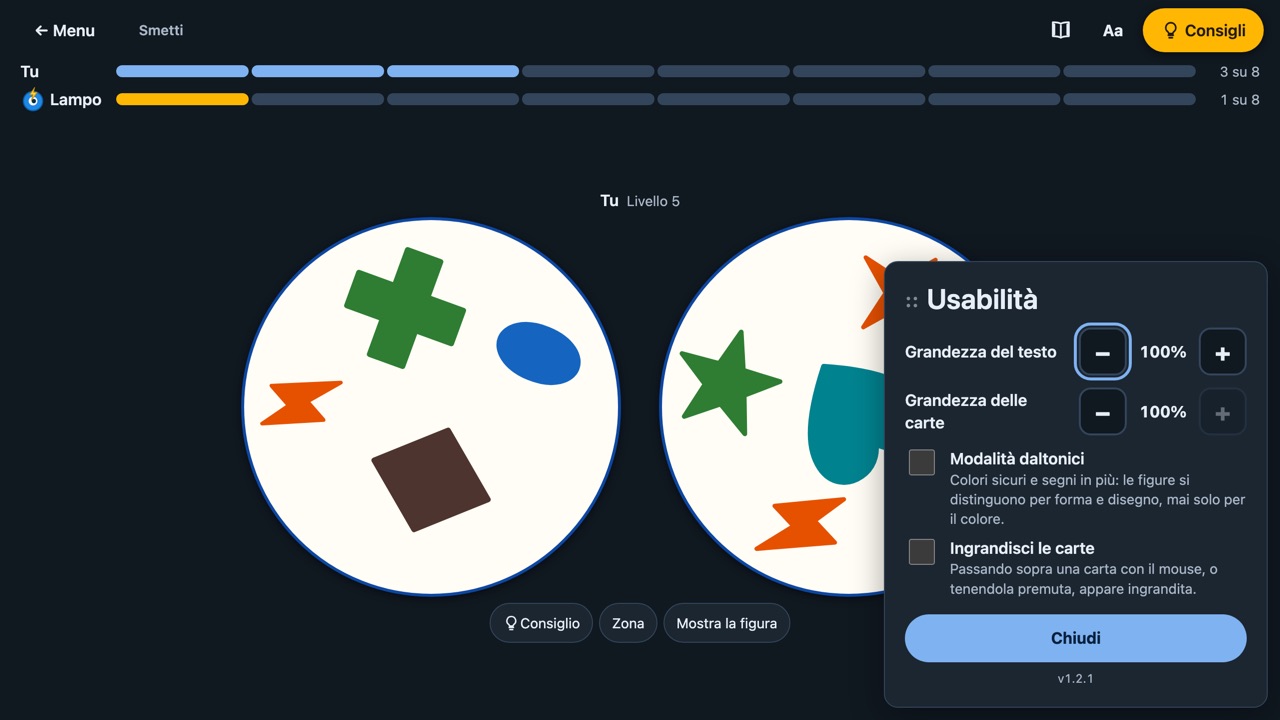 ← Menu
Smetti
Aa
Consigli
Tu
3 su 8
Lampo
1 su 8
Tu Livello 5
Usabilità
Grandezza del testo
− 100% +
Grandezza delle
carte
− 100% +
Modalità daltonici
Colori sicuri e segni in più: le figure si
distinguono per forma e disegno, mai solo per
il colore.
Ingrandisci le carte
Passando sopra una carta con il mouse, o
tenendola premuta, appare ingrandita.
Chiudi
v1.2.1
Consiglio
Zona
Mostra la figura